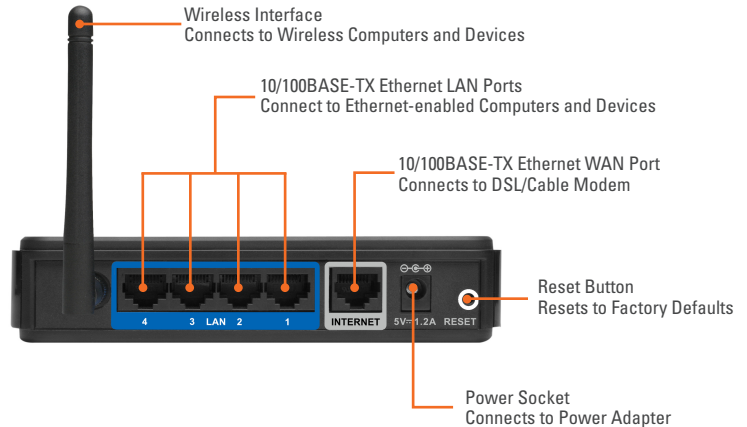 Wireless Interface
Connects to Wireless Computers and Devices
10/100BASE-TX Ethernet LAN Ports
Connect to Ethernet-enabled Computers and Devices
10/100BASE-TX Ethernet WAN Port
Connects to DSL/Cable Modem
Reset Button
Resets to Factory Defaults
4 3 LAN 2 1
INTERNET
5V⎓1.2A
RESET
Power Socket
Connects to Power Adapter